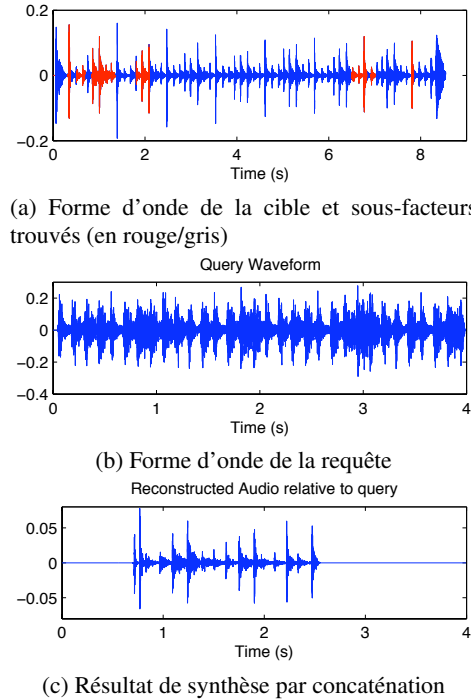 0.2
0
−0.2
0 2 4 6 8
Time (s)
(a) Forme d'onde de la cible et sous-facteurs
trouvés (en rouge/gris)
Query Waveform
0.2
0
−0.2
−0.4
0 1 2 3 4
Time (s)
(b) Forme d'onde de la requête
Reconstructed Audio relative to query
0.05
0
−0.05
0 1 2 3 4
Time (s)
(c) Résultat de synthèse par concaténation